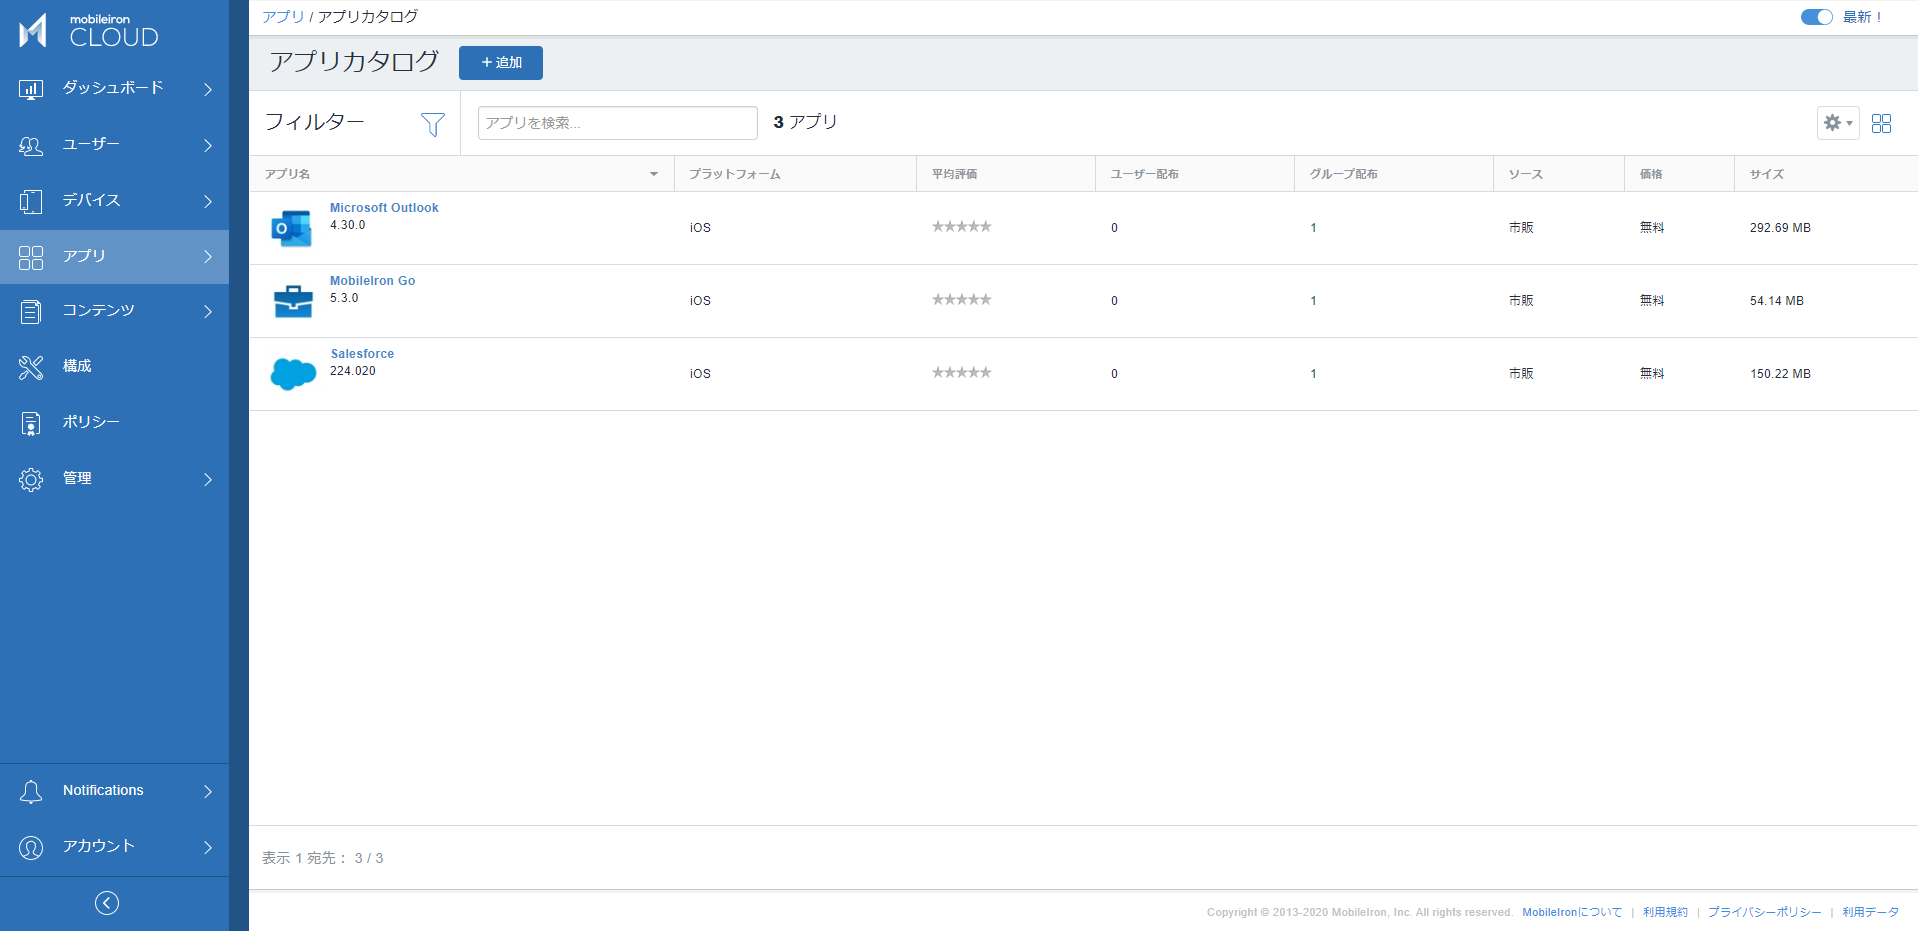 mobileiron
CLOUD
ダッシュボード
ユーザー
デバイス
アプリ
コンテンツ
構成
ポリシー
管理
Notifications
アカウント
アプリ / アプリカタログ
最新！
アプリカタログ
+ 追加
フィルター
アプリを検索...
3 アプリ
アプリ名 プラットフォーム 平均評価 ユーザー配布 グループ配布 ソース 価格 サイズ
Microsoft Outlook
4.30.0
iOS ★★★★★ 0 1 市販 無料 292.69 MB
MobileIron Go
5.3.0
iOS ★★★★★ 0 1 市販 無料 54.14 MB
Salesforce
224.020
iOS ★★★★★ 0 1 市販 無料 150.22 MB
表示 1 宛先： 3 / 3
Copyright © 2013-2020 MobileIron, Inc. All rights reserved. MobileIronについて | 利用規約 | プライバシーポリシー | 利用データ